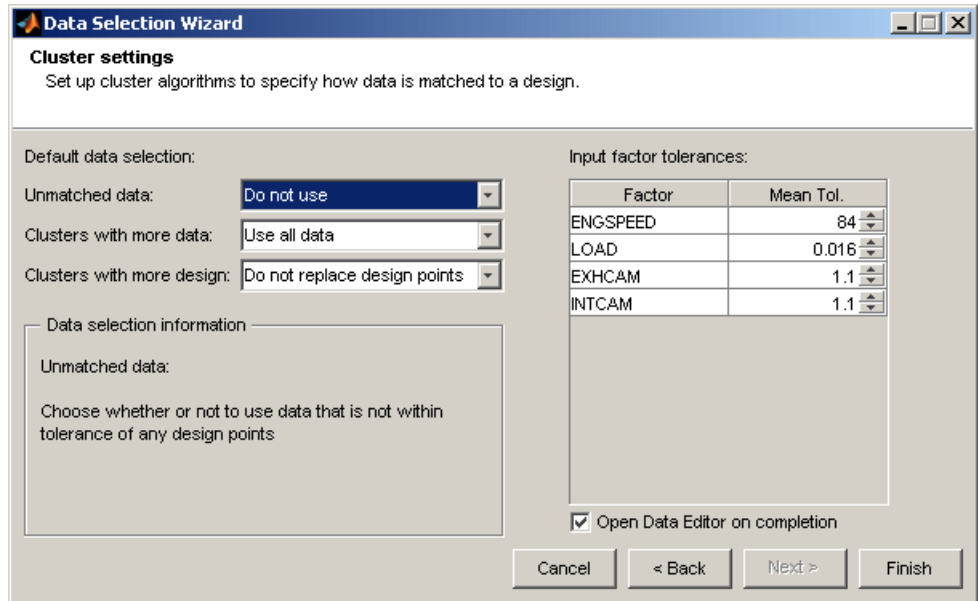 Data Selection Wizard
Cluster settings
Set up cluster algorithms to specify how data is matched to a design.
Default data selection:
Unmatched data: Do not use
Clusters with more data: Use all data
Clusters with more design: Do not replace design points
Data selection information
Unmatched data:
Choose whether or not to use data that is not within
tolerance of any design points
Input factor tolerances:
Factor Mean Tol.
ENGSPEED 84
LOAD 0.016
EXHCAM 1.1
INTCAM 1.1
Open Data Editor on completion
Cancel < Back Next > Finish